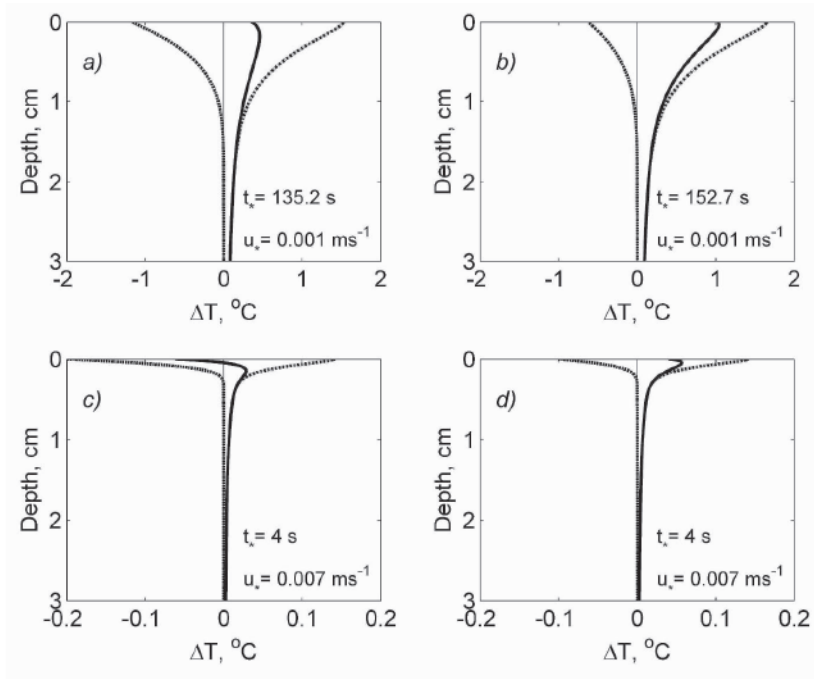 a)
0
1
2
3
Depth, cm
t*= 135.2 s
u*= 0.001 ms-1
-2 -1 0 1 2
ΔT, oC
b)
0
1
2
3
Depth, cm
t*= 152.7 s
u*= 0.001 ms-1
-2 -1 0 1 2
ΔT, oC
c)
0
1
2
3
Depth, cm
t*= 4 s
u*= 0.007 ms-1
-0.2 -0.1 0 0.1 0.2
ΔT, oC
d)
0
1
2
3
Depth, cm
t*= 4 s
u*= 0.007 ms-1
-0.2 -0.1 0 0.1 0.2
ΔT, oC